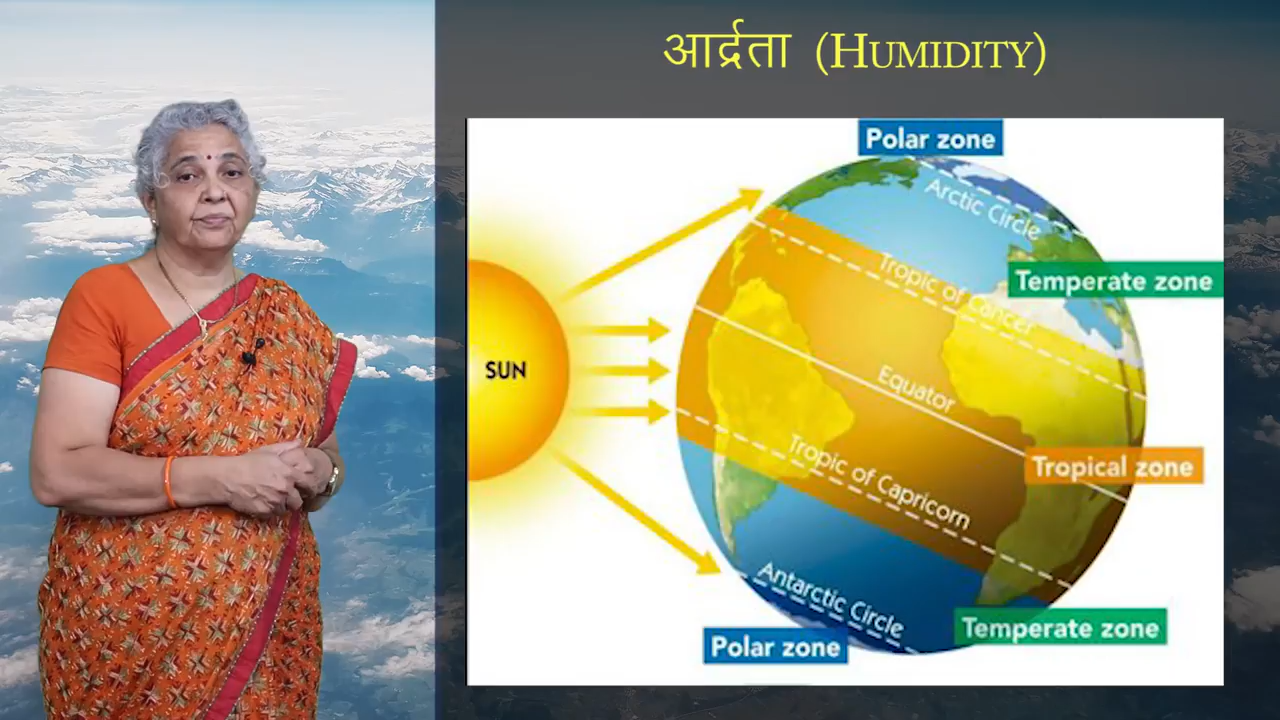 आर्द्रता (HUMIDITY)
Polar zone
Arctic Circle
Temperate zone
Tropic of Cancer
SUN
Equator
Tropical zone
Tropic of Capricorn
Antarctic Circle
Temperate zone
Polar zone